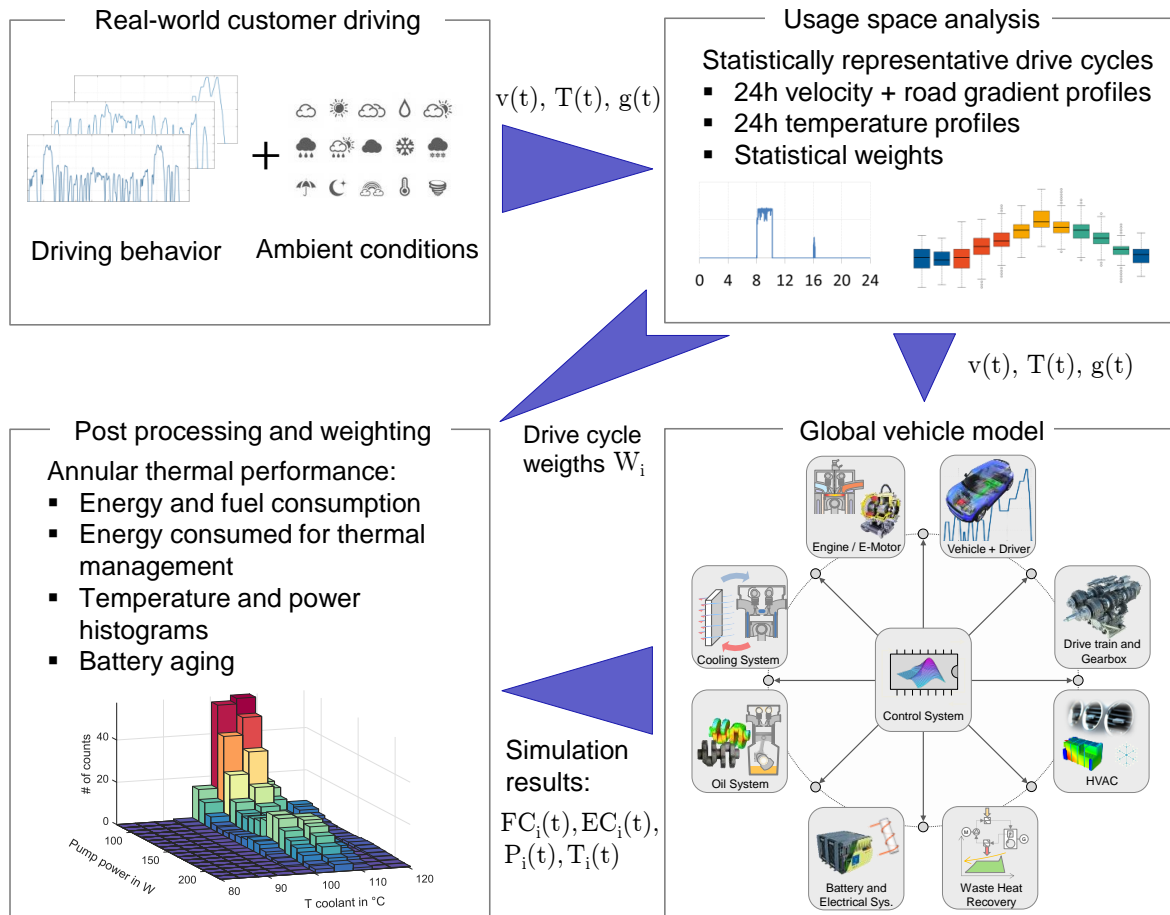 Real-world customer driving
Driving behavior
Ambient conditions
v(t), T(t), g(t)
Usage space analysis
Statistically representative drive cycles
▪ 24h velocity + road gradient profiles
▪ 24h temperature profiles
▪ Statistical weights
0 4 8 12 16 20 24
v(t), T(t), g(t)
Drive cycle
weigths Wᵢ
Post processing and weighting
Annular thermal performance:
▪ Energy and fuel consumption
▪ Energy consumed for thermal
management
▪ Temperature and power
histograms
▪ Battery aging
# of counts
40
20
0
100
150
200
Pump power in W
80
90
100
110
120
T coolant in °C
Simulation
results:
FCᵢ(t), ECᵢ(t),
Pᵢ(t), Tᵢ(t)
Global vehicle model
Engine / E-Motor
Vehicle + Driver
Cooling System
Drive train and
Gearbox
Control System
Oil System
HVAC
Battery and
Electrical Sys.
Waste Heat
Recovery
M
G